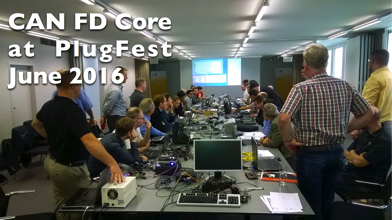 CAN FD Core
at PlugFest
June 2016